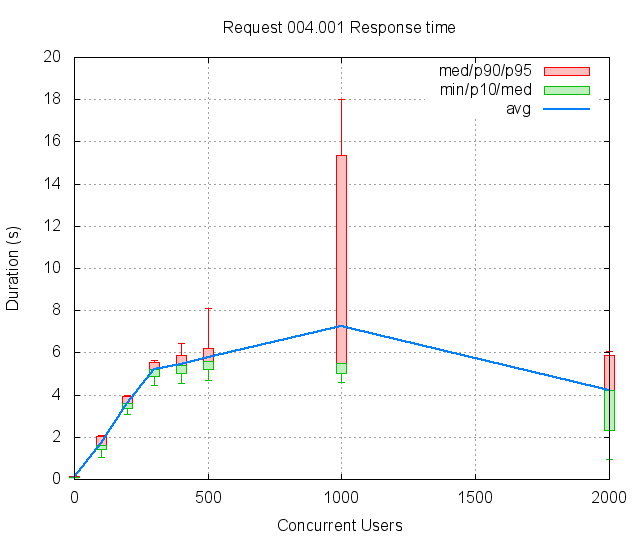 Request 004.001 Response time
20
18
16
14
12
10
8
6
4
2
0
med/p90/p95
min/p10/med
avg
Duration (s)
0
500
1000
1500
2000
Concurrent Users